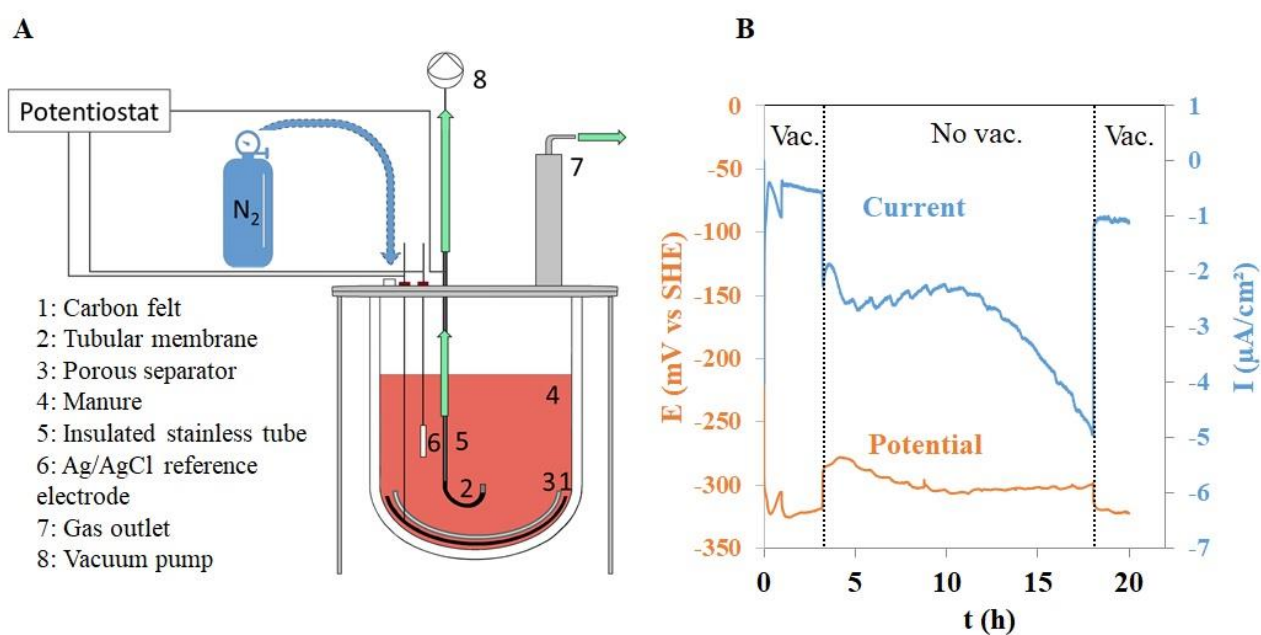 A
8
Potentiostat
7
N2
1: Carbon felt
2: Tubular membrane
3: Porous separator
4: Manure
5: Insulated stainless tube
6: Ag/AgCl reference
electrode
7: Gas outlet
8: Vacuum pump
4
6 5
2
3 1
B
E (mV vs SHE)
0
-50
-100
-150
-200
-250
-300
-350
Vac.
No vac.
Vac.
Current
Potential
1
0
-1
-2
-3
-4
-5
-6
-7
I (µA/cm²)
0 5 10 15 20
t (h)